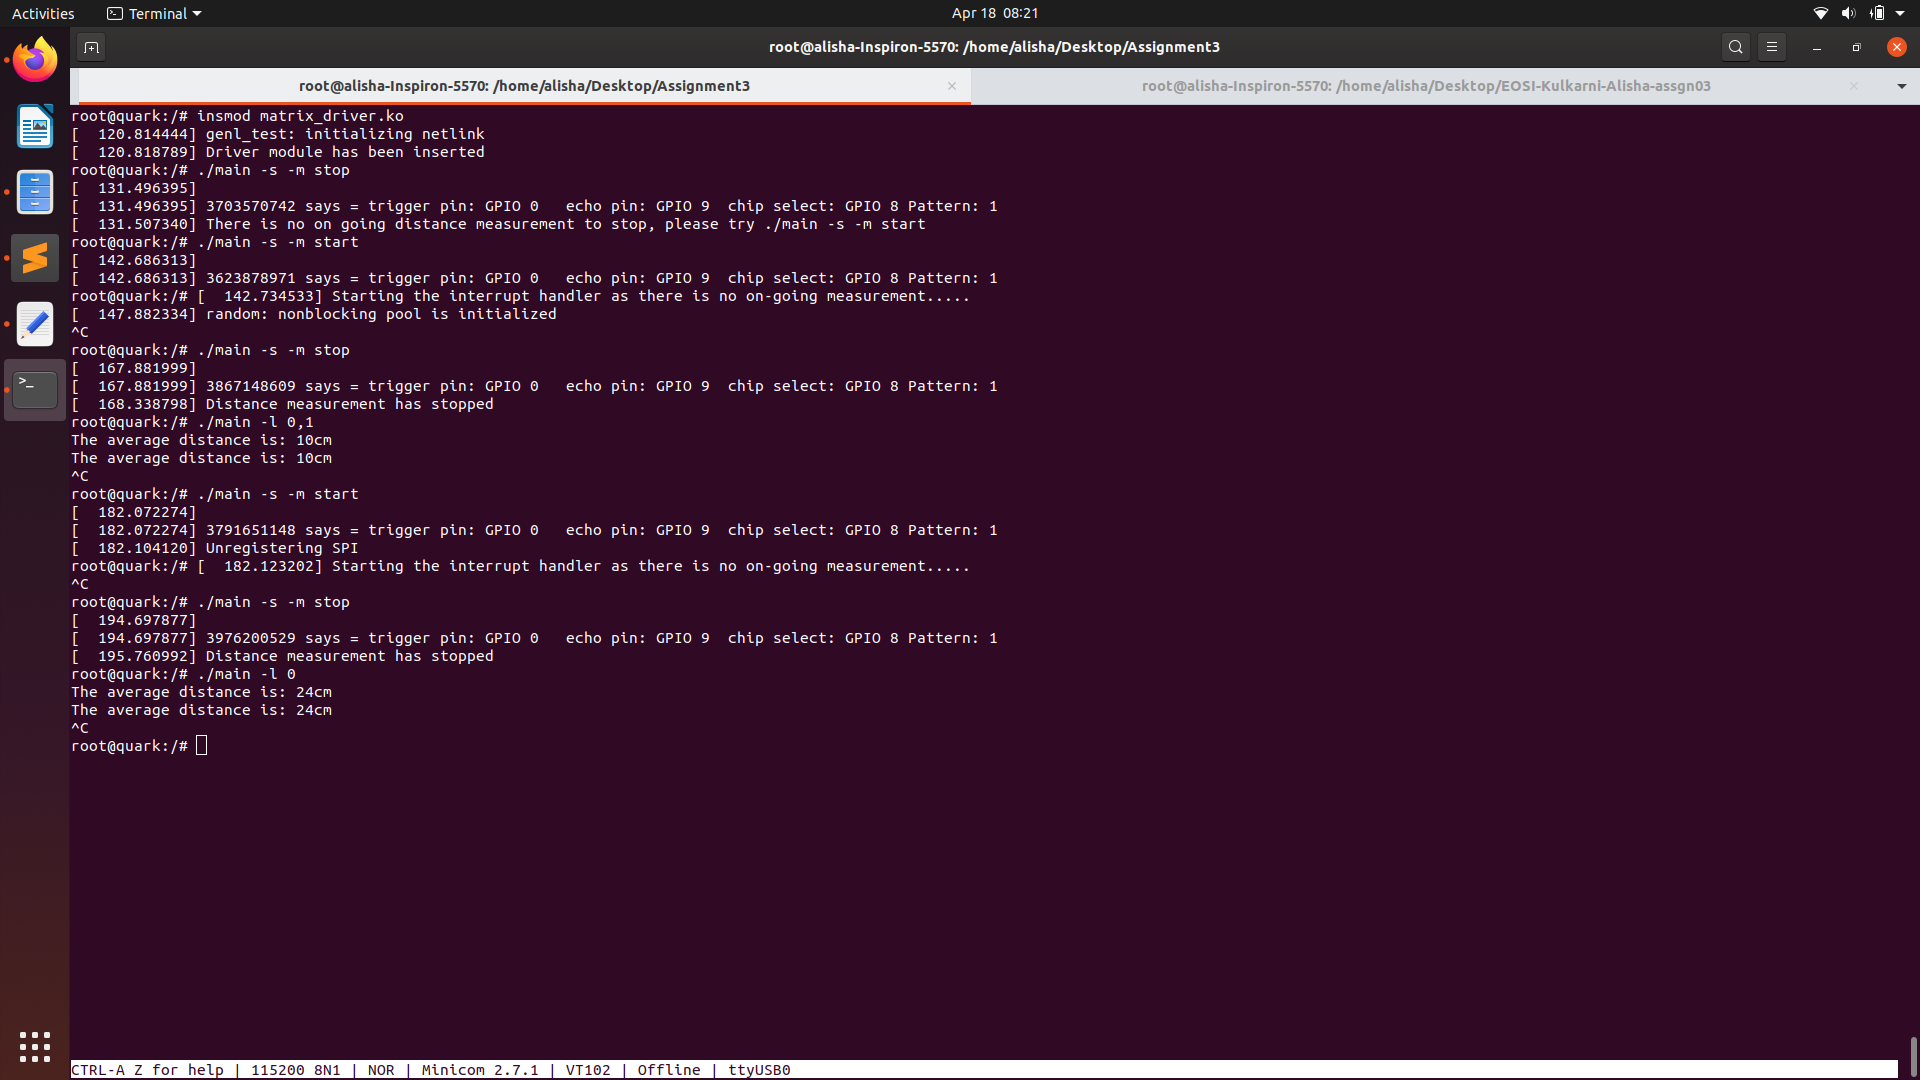 Activities
Terminal
Apr 18  08:21
root@alisha-Inspiron-5570: /home/alisha/Desktop/Assignment3
root@alisha-Inspiron-5570: /home/alisha/Desktop/Assignment3
root@alisha-Inspiron-5570: /home/alisha/Desktop/EOSI-Kulkarni-Alisha-assgn03
root@quark:/# insmod matrix_driver.ko
[  120.814444] genl_test: initializing netlink
[  120.818789] Driver module has been inserted
root@quark:/# ./main -s -m stop
[  131.496395]
[  131.496395] 3703570742 says = trigger pin: GPIO 0   echo pin: GPIO 9  chip select: GPIO 8 Pattern: 1
[  131.507340] There is no on going distance measurement to stop, please try ./main -s -m start
root@quark:/# ./main -s -m start
[  142.686313]
[  142.686313] 3623878971 says = trigger pin: GPIO 0   echo pin: GPIO 9  chip select: GPIO 8 Pattern: 1
root@quark:/# [  142.734533] Starting the interrupt handler as there is no on-going measurement.....
[  147.882334] random: nonblocking pool is initialized
^C
root@quark:/# ./main -s -m stop
[  167.881999]
[  167.881999] 3867148609 says = trigger pin: GPIO 0   echo pin: GPIO 9  chip select: GPIO 8 Pattern: 1
[  168.338798] Distance measurement has stopped
root@quark:/# ./main -l 0,1
The average distance is: 10cm
The average distance is: 10cm
^C
root@quark:/# ./main -s -m start
[  182.072274]
[  182.072274] 3791651148 says = trigger pin: GPIO 0   echo pin: GPIO 9  chip select: GPIO 8 Pattern: 1
[  182.104120] Unregistering SPI
root@quark:/# [  182.123202] Starting the interrupt handler as there is no on-going measurement.....
^C
root@quark:/# ./main -s -m stop
[  194.697877]
[  194.697877] 3976200529 says = trigger pin: GPIO 0   echo pin: GPIO 9  chip select: GPIO 8 Pattern: 1
[  195.760992] Distance measurement has stopped
root@quark:/# ./main -l 0
The average distance is: 24cm
The average distance is: 24cm
^C
root@quark:/#
CTRL-A Z for help | 115200 8N1 | NOR | Minicom 2.7.1 | VT102 | Offline | ttyUSB0